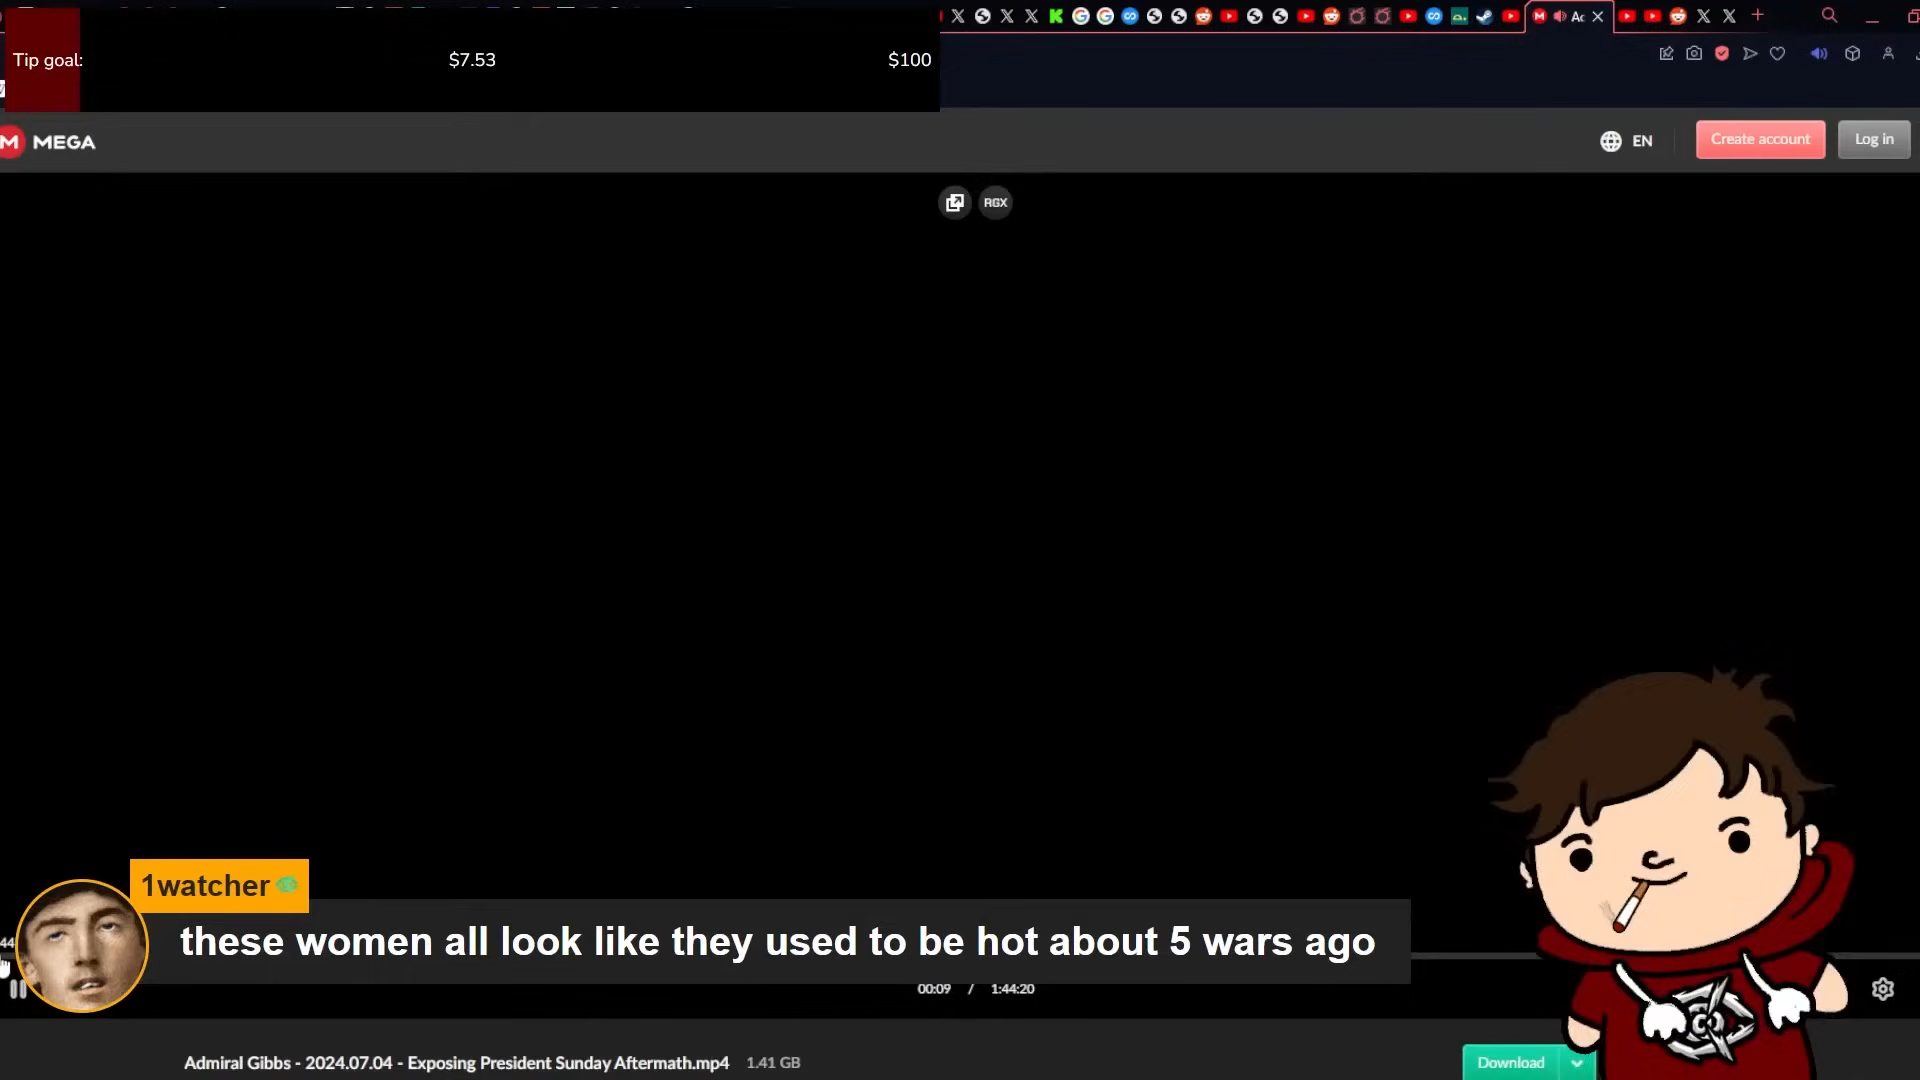 Tip goal:
$7.53
$100
Ac
MEGA
EN
Create account
Log in
RGX
1watcher
these women all look like they used to be hot about 5 wars ago
44
00:09 / 1:44:20
Admiral Gibbs - 2024.07.04 - Exposing President Sunday Aftermath.mp4 1.41 GB
Download